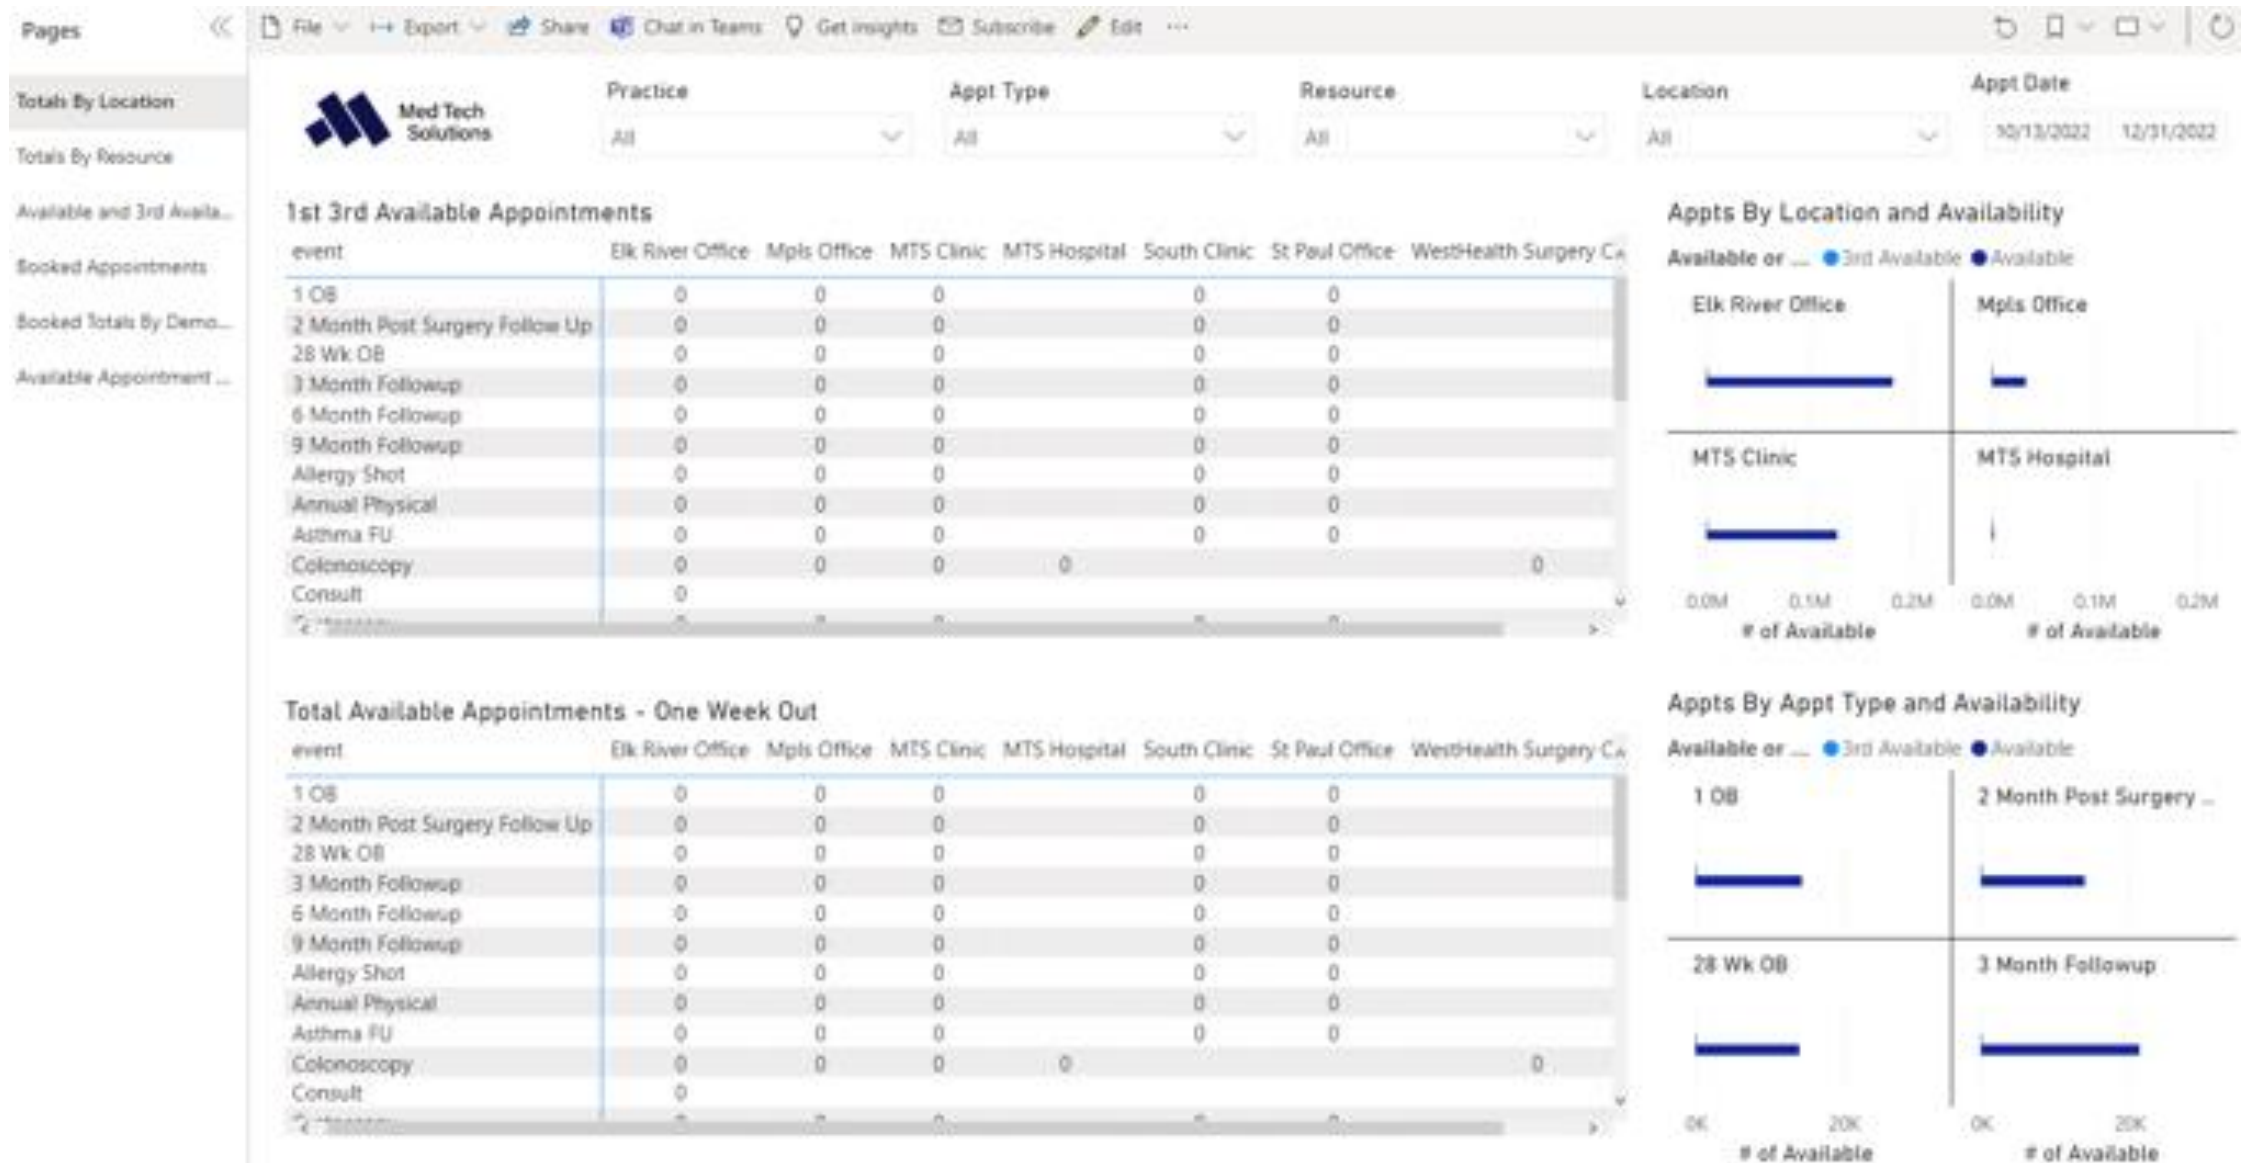 Pages
File Export Share Chat in Teams Get insights Subscribe Edit ...
Totals By Location
Totals By Resource
Available and 3rd Availa...
Booked Appointments
Booked Totals By Demo...
Available Appointment ...
Med Tech
Solutions
Practice Appt Type Resource Location Appt Date
All All All All 10/13/2022 12/31/2022
1st 3rd Available Appointments
event Elk River Office Mpls Office MTS Clinic MTS Hospital South Clinic St Paul Office WestHealth Surgery C
1 OB 0 0 0 0 0
2 Month Post Surgery Follow Up 0 0 0 0 0
28 Wk OB 0 0 0 0 0
3 Month Followup 0 0 0 0 0
6 Month Followup 0 0 0 0 0
9 Month Followup 0 0 0 0 0
Allergy Shot 0 0 0 0 0
Annual Physical 0 0 0 0 0
Asthma FU 0 0 0 0 0
Colonoscopy 0 0 0 0 0
Consult 0
Appts By Location and Availability
Available or ... 3rd Available Available
Elk River Office Mpls Office
MTS Clinic MTS Hospital
0.0M 0.1M 0.2M 0.0M 0.1M 0.2M
# of Available # of Available
Total Available Appointments - One Week Out
event Elk River Office Mpls Office MTS Clinic MTS Hospital South Clinic St Paul Office WestHealth Surgery C
1 OB 0 0 0 0 0
2 Month Post Surgery Follow Up 0 0 0 0 0
28 Wk OB 0 0 0 0 0
3 Month Followup 0 0 0 0 0
6 Month Followup 0 0 0 0 0
9 Month Followup 0 0 0 0 0
Allergy Shot 0 0 0 0 0
Annual Physical 0 0 0 0 0
Asthma FU 0 0 0 0 0
Colonoscopy 0 0 0 0 0
Consult 0
Appts By Appt Type and Availability
Available or ... 3rd Available Available
1 OB 2 Month Post Surgery ...
28 Wk OB 3 Month Followup
0K 20K 0K 20K
# of Available # of Available